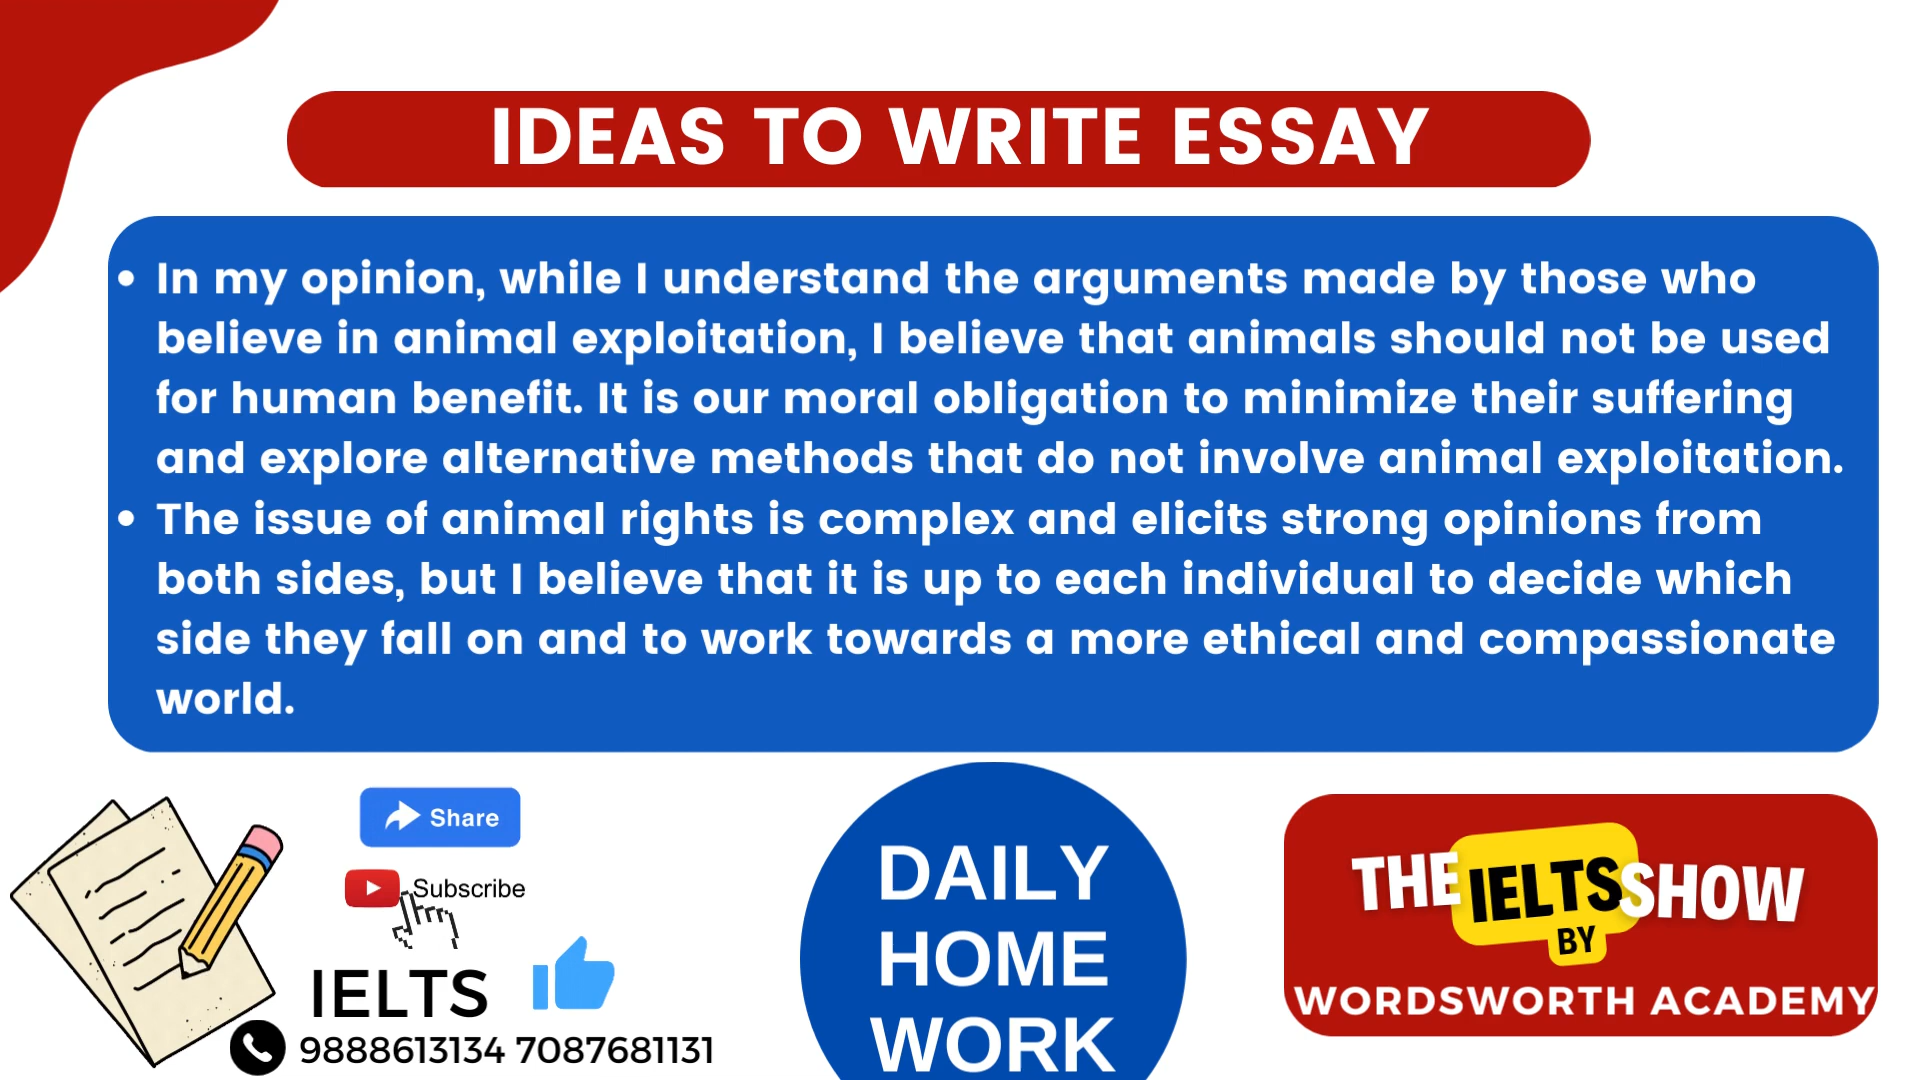 IDEAS TO WRITE ESSAY
• In my opinion, while I understand the arguments made by those who
believe in animal exploitation, I believe that animals should not be used
for human benefit. It is our moral obligation to minimize their suffering
and explore alternative methods that do not involve animal exploitation.
• The issue of animal rights is complex and elicits strong opinions from
both sides, but I believe that it is up to each individual to decide which
side they fall on and to work towards a more ethical and compassionate
world.
Share
Subscribe
IELTS
9888613134 7087681131
DAILY
HOME
WORK
THE IELTS SHOW
BY
WORDSWORTH ACADEMY